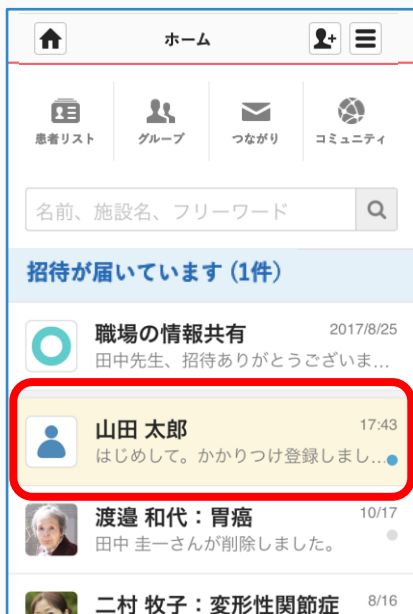 ホーム
患者リスト
グループ
つながり
コミュニティ
名前、施設名、フリーワード
招待が届いています (1件)
職場の情報共有 2017/8/25
田中先生、招待ありがとうございま...
山田 太郎 17:43
はじめして。かかりつけ登録しまし...
渡邉 和代：胃癌 10/17
田中 圭一さんが削除しました。
二村 牧子：変形性関節症 8/16